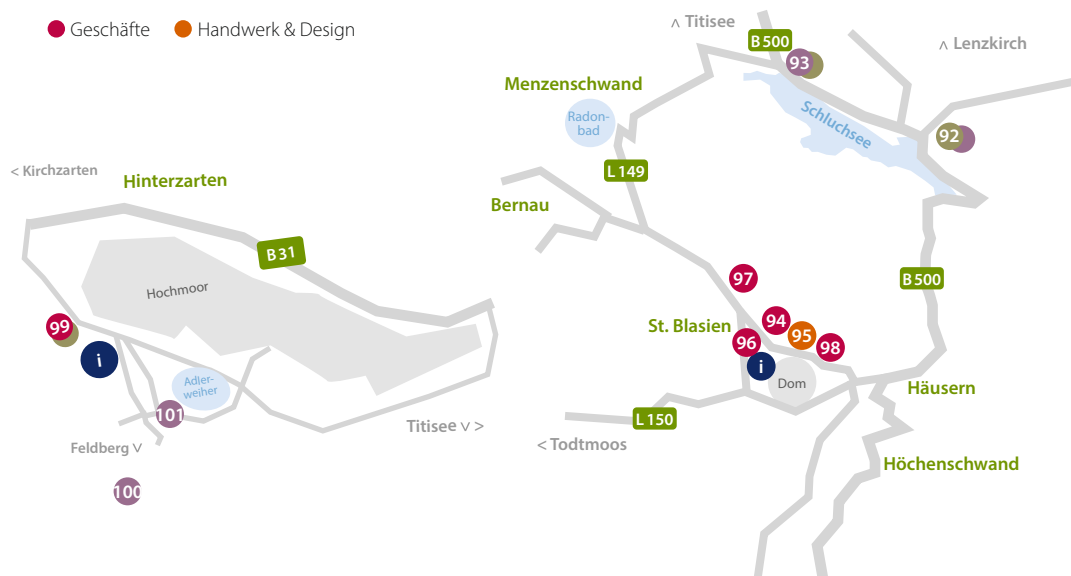 Geschäfte
Handwerk & Design
< Kirchzarten
Hinterzarten
B 31
Hochmoor
99
i
Adler-
weiher
101
Feldberg ˅
100
Titisee ˅ >
˄ Titisee
B 500
93
˄ Lenzkirch
Menzenschwand
Radon-
bad
Schluchsee
92
L 149
Bernau
B 500
97
St. Blasien
94
95
96
98
i
Dom
Häusern
L 150
< Todtmoos
Höchenschwand